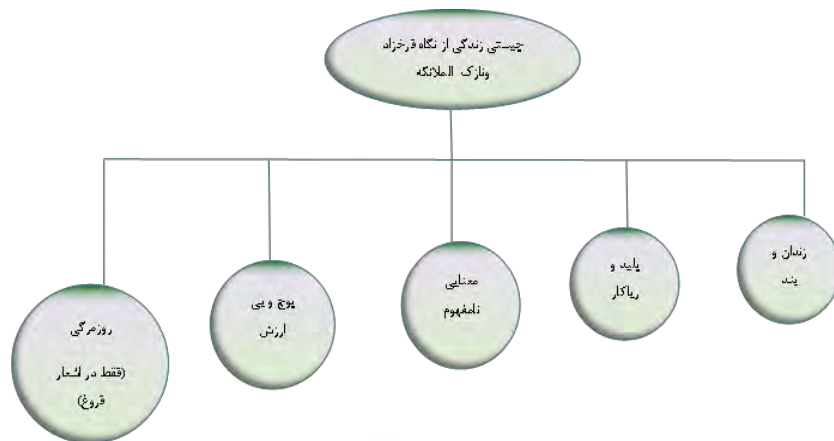 چیستی زندگی از نگاه فرخزاد
ونازک الملائکه
زندان و
بند
پلید و
ریاکار
معنایی
نامفهوم
پوچ و بی
ارزش
روزمرگی
(فقط در اشعار
فروغ)